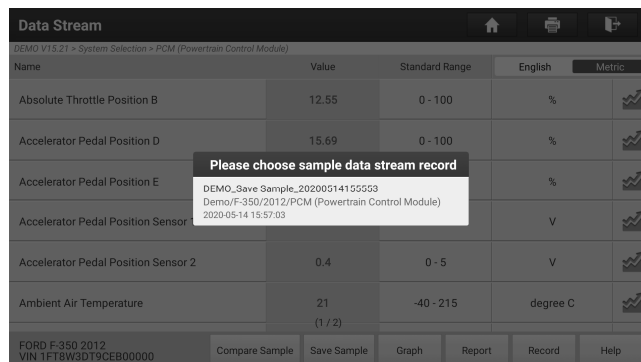 Data Stream
DEMO V15.21 > System Selection > PCM (Powertrain Control Module)
Name Value Standard Range English Metric
Absolute Throttle Position B 12.55 0 - 100 %
Accelerator Pedal Position D 15.69 0 - 100 %
Please choose sample data stream record
Accelerator Pedal Position E %
DEMO_Save Sample_20200514155553
Demo/F-350/2012/PCM (Powertrain Control Module)
2020-05-14 15:57:03
Accelerator Pedal Position Sensor 1 V
Accelerator Pedal Position Sensor 2 0.4 0 - 5 V
Ambient Air Temperature 21 -40 - 215 degree C
(1 / 2)
FORD F-350 2012
VIN 1FT8W3DT9CEB00000
Compare Sample Save Sample Graph Report Record Help